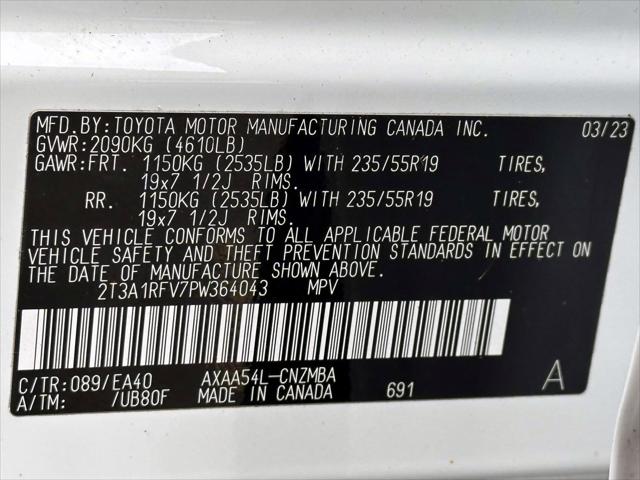 MFD.BY:TOYOTA MOTOR MANUFACTURING CANADA INC. 03/23
GVWR:2090KG (4610LB)
GAWR:FRT. 1150KG (2535LB) WITH 235/55R19 TIRES,
19x7 1/2J RIMS.
RR. 1150KG (2535LB) WITH 235/55R19 TIRES,
19x7 1/2J RIMS.
THIS VEHICLE CONFORMS TO ALL APPLICABLE FEDERAL MOTOR
VEHICLE SAFETY AND THEFT PREVENTION STANDARDS IN EFFECT ON
THE DATE OF MANUFACTURE SHOWN ABOVE.
2T3A1RFV7PW364043 MPV
C/TR:089/EA40 AXAA54L-CNZMBA A
A/TM: /UB80F MADE IN CANADA 691